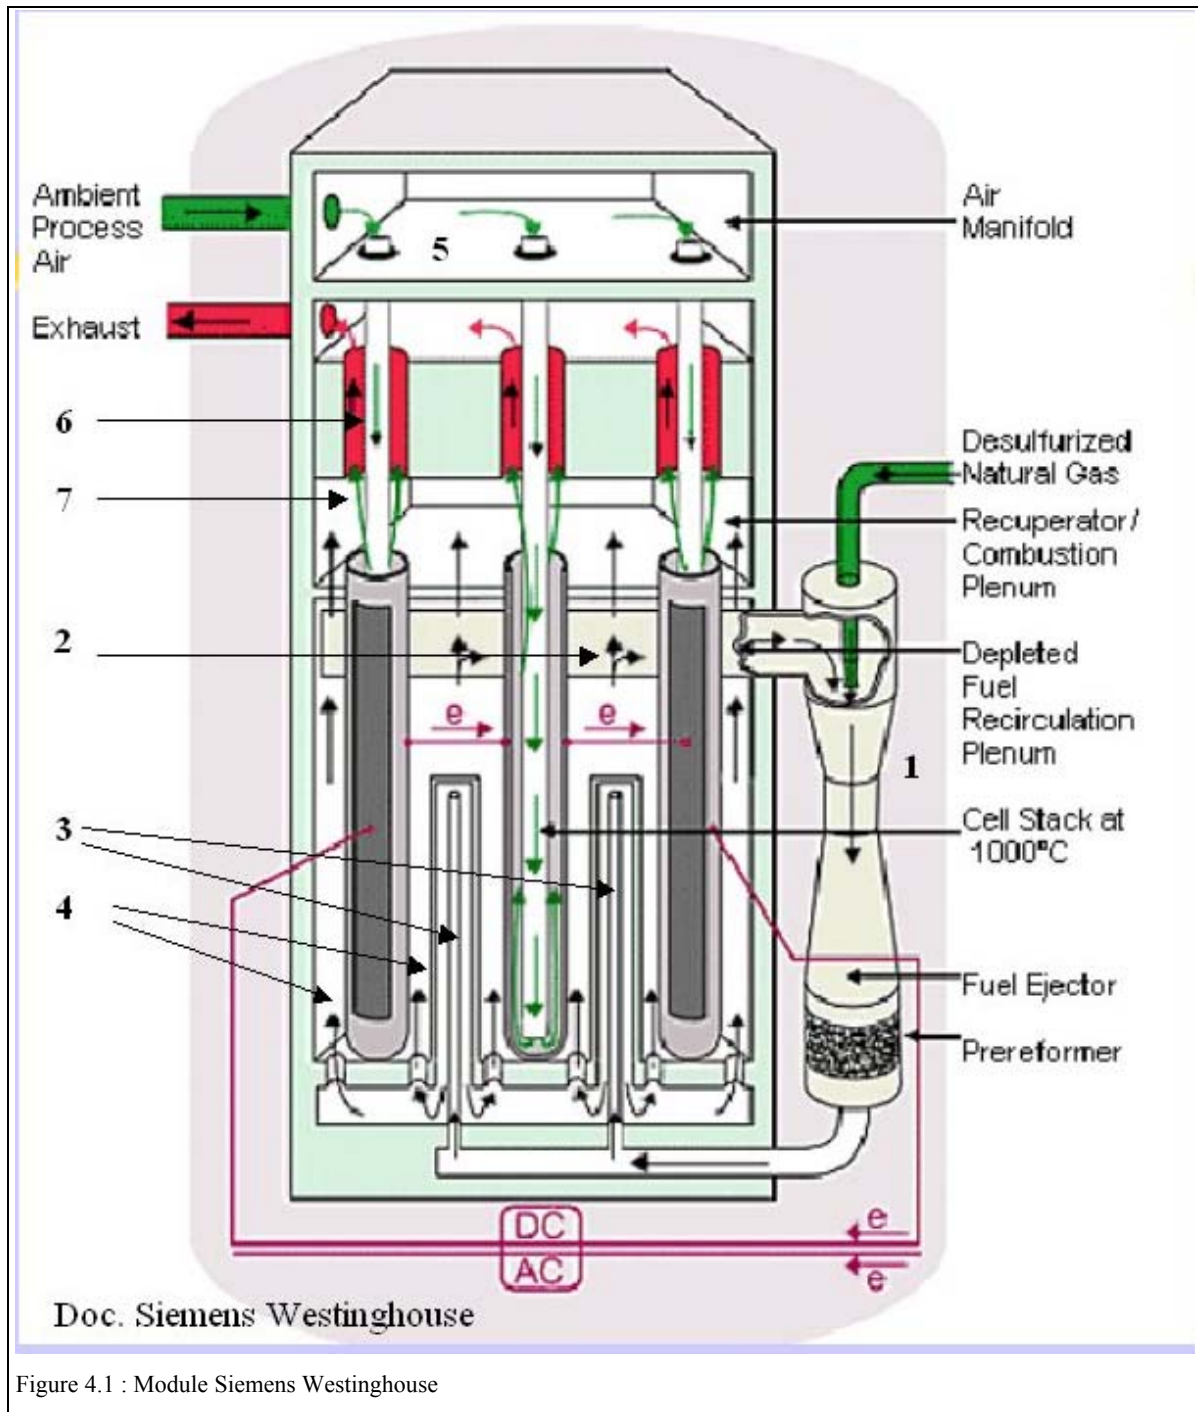 Ambient
Process
Air
Exhaust
Air
Manifold
5
6
7
Desulfurized
Natural Gas
Recuperator/
Combustion
Plenum
2
Depleted
Fuel
Recirculation
Plenum
e
e
1
3
Cell Stack at
1000°C
4
Fuel Ejector
Prereformer
DC
AC
e
e
Doc. Siemens Westinghouse
Figure 4.1 : Module Siemens Westinghouse